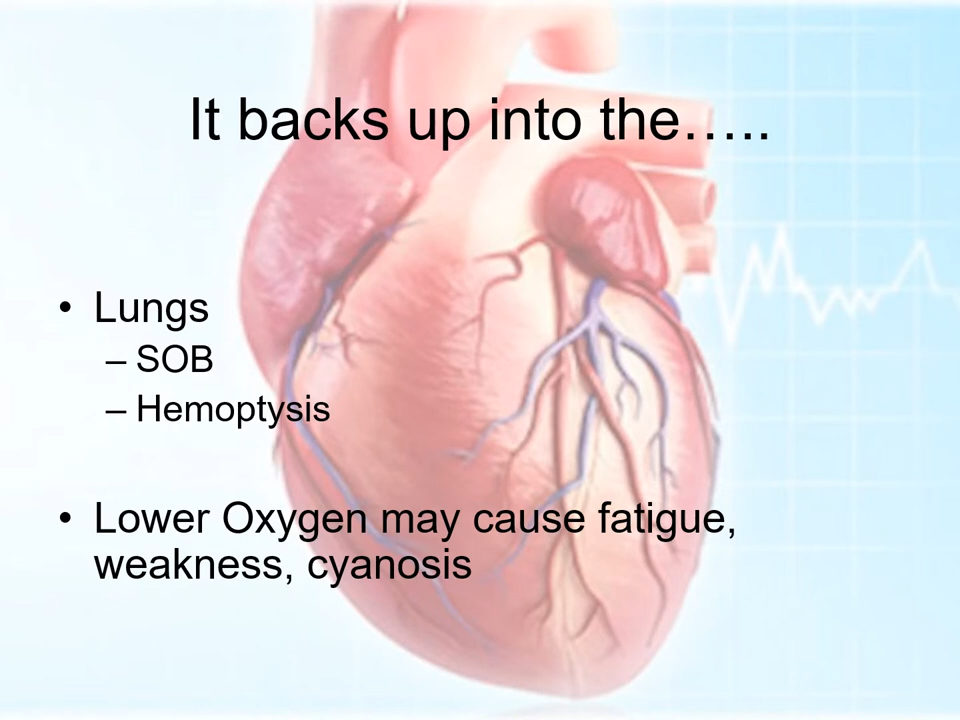 It backs up into the…..
• Lungs
– SOB
– Hemoptysis
• Lower Oxygen may cause fatigue,
weakness, cyanosis